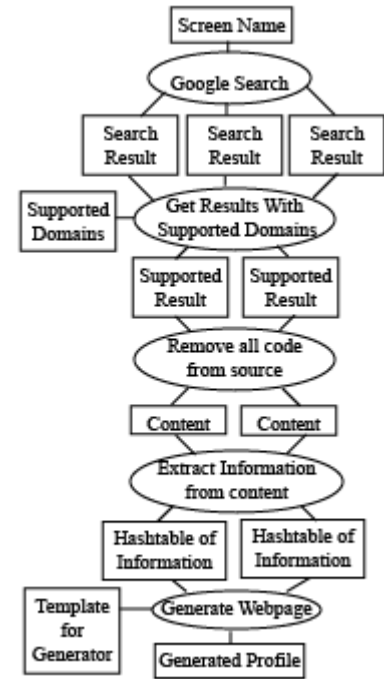 Screen Name
Google Search
Search
Result
Search
Result
Search
Result
Supported
Domains
Get Results With
Supported Domains
Supported
Result
Supported
Result
Remove all code
from source
Content
Content
Extract Information
from content
Hashtable of
Information
Hashtable of
Information
Template
for
Generator
Generate Webpage
Generated Profile